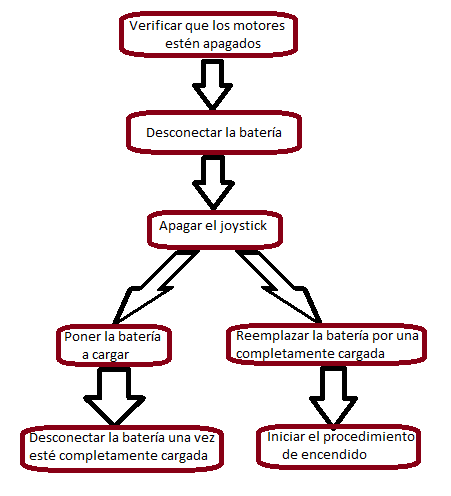 Verificar que los motores
estén apagados
Desconectar la batería
Apagar el joystick
Poner la batería
a cargar
Reemplazar la batería por una
completamente cargada
Desconectar la batería una vez
esté completamente cargada
Iniciar el procedimiento
de encendido